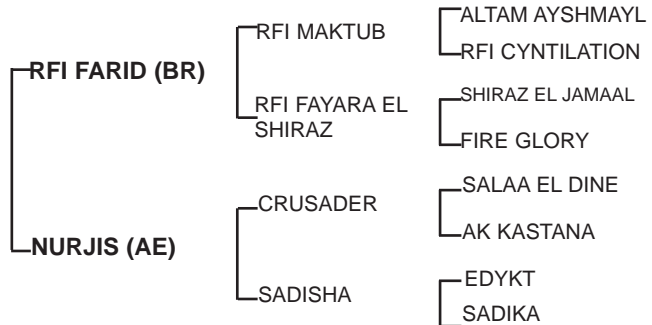 ALTAM AYSHMAYL
RFI MAKTUB
RFI CYNTILATION
RFI FARID (BR)
RFI FAYARA EL
SHIRAZ
SHIRAZ EL JAMAAL
FIRE GLORY
SALAA EL DINE
CRUSADER
AK KASTANA
NURJIS (AE)
EDYKT
SADISHA
SADIKA